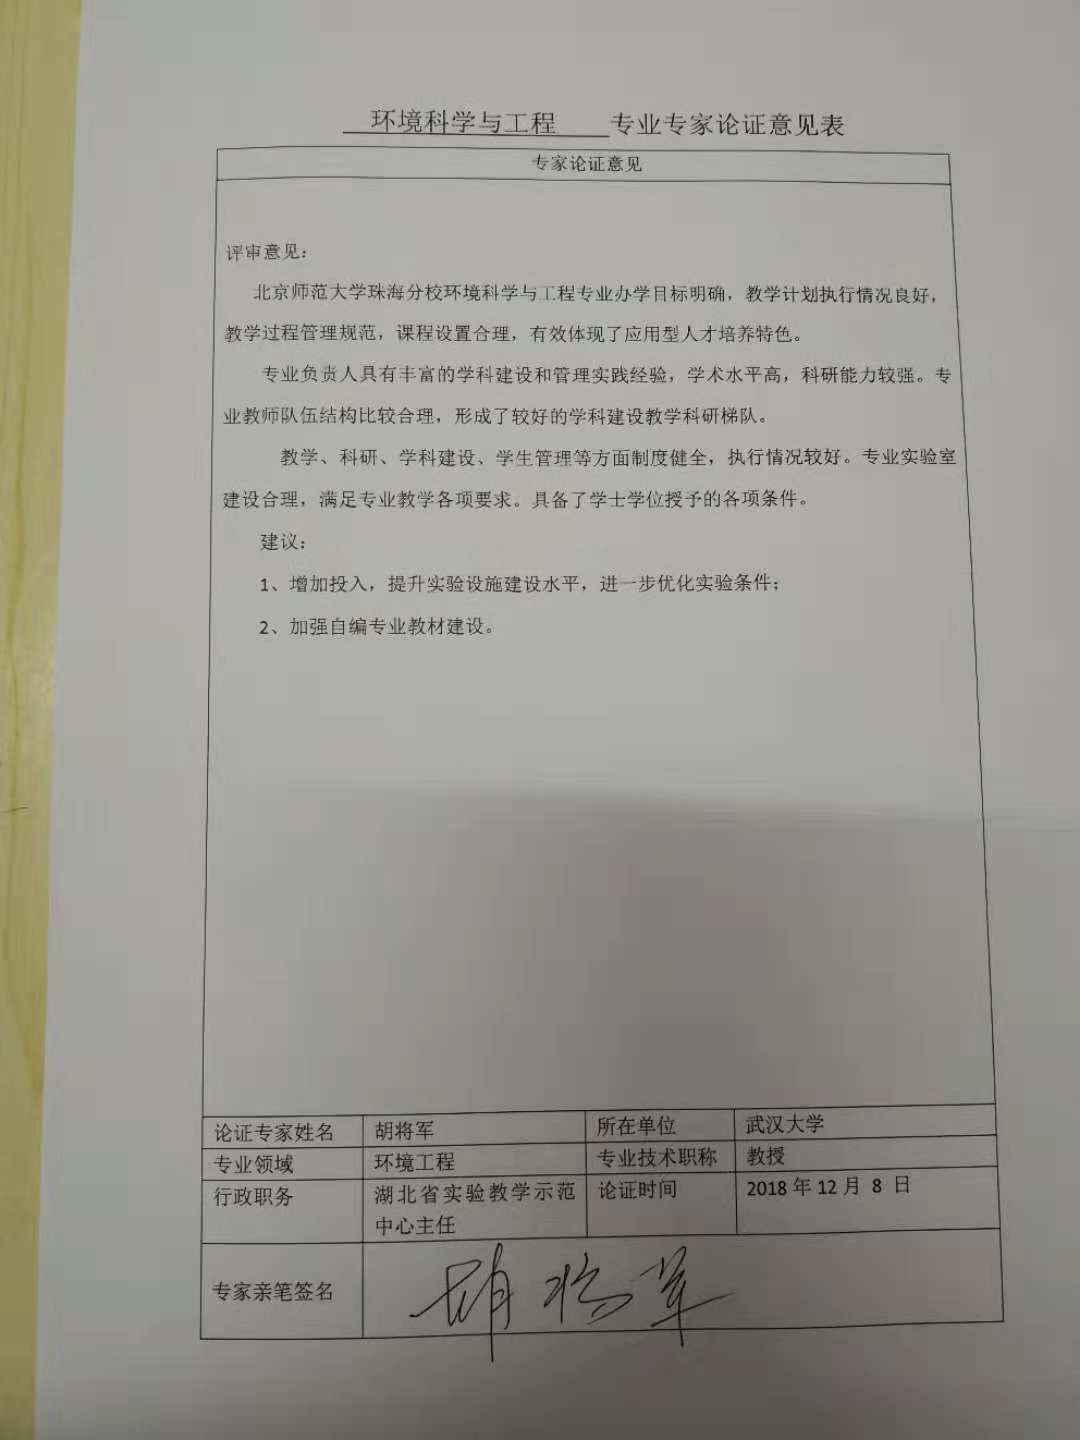 环境科学与工程 专业专家论证意见表
专家论证意见
评审意见：
北京师范大学珠海分校环境科学与工程专业办学目标明确，教学计划执行情况良好，
教学过程管理规范，课程设置合理，有效体现了应用型人才培养特色。
专业负责人具有丰富的学科建设和管理实践经验，学术水平高，科研能力较强。专
业教师队伍结构比较合理，形成了较好的学科建设教学科研梯队。
教学、科研、学科建设、学生管理等方面制度健全，执行情况较好。专业实验室
建设合理，满足专业教学各项要求。具备了学士学位授予的各项条件。
建议：
1、增加投入，提升实验设施建设水平，进一步优化实验条件；
2、加强自编专业教材建设。
论证专家姓名 胡将军 所在单位 武汉大学
专业领域 环境工程 专业技术职称 教授
行政职务 湖北省实验教学示范 论证时间 2018 年 12 月 8 日
中心主任
专家亲笔签名 胡将军